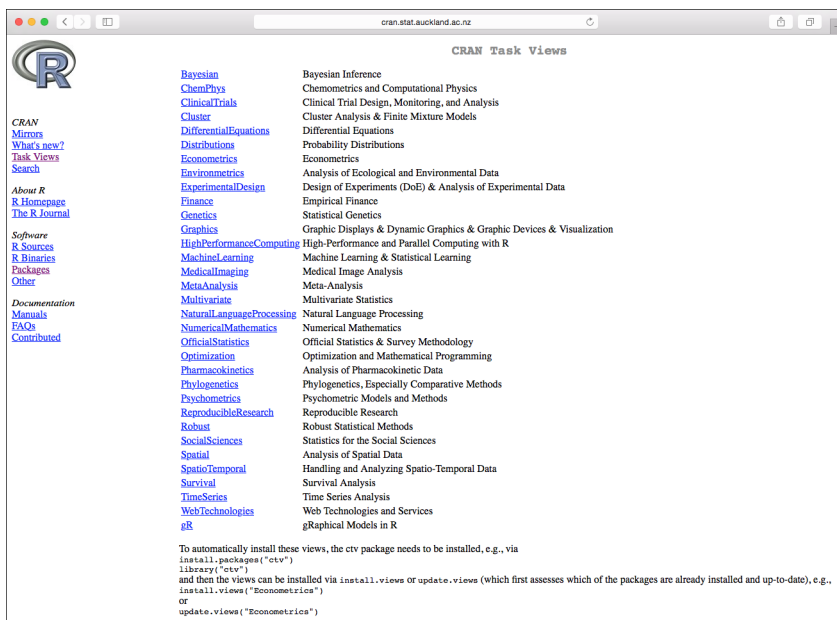 cran.stat.auckland.ac.nz
R
CRAN
Mirrors
What's new?
Task Views
Search
About R
R Homepage
The R Journal
Software
R Sources
R Binaries
Packages
Other
Documentation
Manuals
FAQs
Contributed
CRAN Task Views
Bayesian Bayesian Inference
ChemPhys Chemometrics and Computational Physics
ClinicalTrials Clinical Trial Design, Monitoring, and Analysis
Cluster Cluster Analysis & Finite Mixture Models
DifferentialEquations Differential Equations
Distributions Probability Distributions
Econometrics Econometrics
Environmetrics Analysis of Ecological and Environmental Data
ExperimentalDesign Design of Experiments (DoE) & Analysis of Experimental Data
Finance Empirical Finance
Genetics Statistical Genetics
Graphics Graphic Displays & Dynamic Graphics & Graphic Devices & Visualization
HighPerformanceComputing High-Performance and Parallel Computing with R
MachineLearning Machine Learning & Statistical Learning
MedicalImaging Medical Image Analysis
MetaAnalysis Meta-Analysis
Multivariate Multivariate Statistics
NaturalLanguageProcessing Natural Language Processing
NumericalMathematics Numerical Mathematics
OfficialStatistics Official Statistics & Survey Methodology
Optimization Optimization and Mathematical Programming
Pharmacokinetics Analysis of Pharmacokinetic Data
Phylogenetics Phylogenetics, Especially Comparative Methods
Psychometrics Psychometric Models and Methods
ReproducibleResearch Reproducible Research
Robust Robust Statistical Methods
SocialSciences Statistics for the Social Sciences
Spatial Analysis of Spatial Data
SpatioTemporal Handling and Analyzing Spatio-Temporal Data
Survival Survival Analysis
TimeSeries Time Series Analysis
WebTechnologies Web Technologies and Services
gR gRaphical Models in R
To automatically install these views, the ctv package needs to be installed, e.g., via
install.packages("ctv")
library("ctv")
and then the views can be installed via install.views or update.views (which first assesses which of the packages are already installed and up-to-date), e.g.,
install.views("Econometrics")
or
update.views("Econometrics")